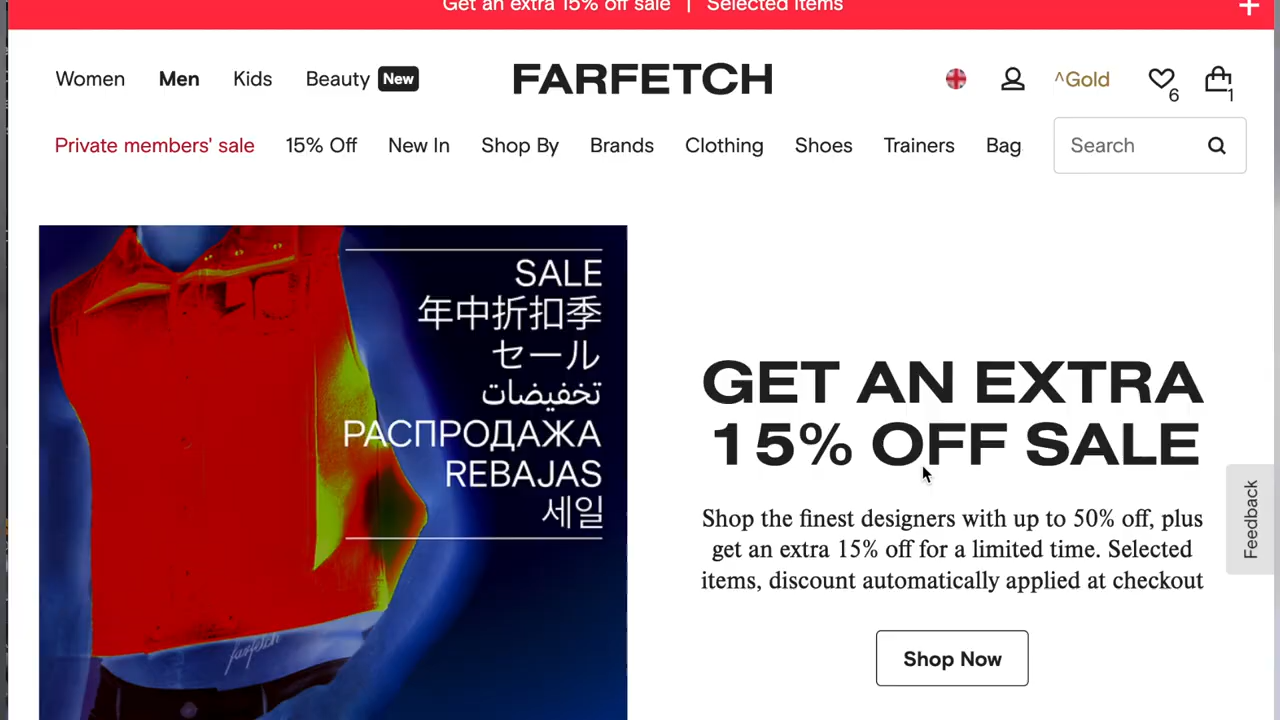 Get an extra 15% off sale | Selected items +
Women Men Kids Beauty New FARFETCH ^Gold 6 1
Private members' sale 15% Off New In Shop By Brands Clothing Shoes Trainers Bag Search
SALE
年中折扣季
セール
تخفيضات
РАСПРОДАЖА
REBAJAS
세일
farfetch
GET AN EXTRA
15% OFF SALE
Shop the finest designers with up to 50% off, plus
get an extra 15% off for a limited time. Selected
items, discount automatically applied at checkout
Shop Now
Feedback